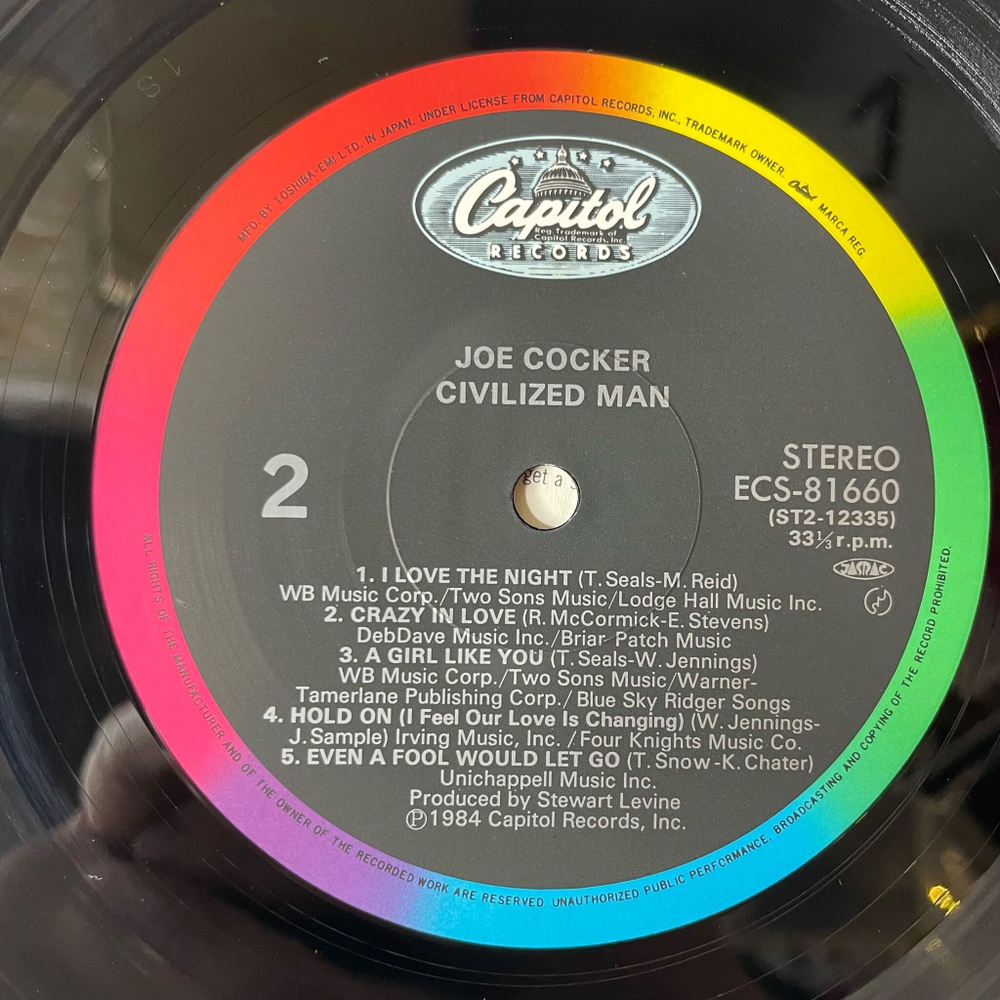 MFD. BY TOSHIBA-EMI LTD. IN JAPAN. UNDER LICENSE FROM CAPITOL RECORDS, INC., TRADEMARK OWNER. Capitol MARCA REG.
Capitol
Reg. Trademark of
Capitol Records, Inc.
RECORDS
JOE COCKER
CIVILIZED MAN
2
STEREO
ECS-81660
(ST2-12335)
33⅓ r.p.m.
JASRAC
get a s
1. I LOVE THE NIGHT (T. Seals-M. Reid)
WB Music Corp./Two Sons Music/Lodge Hall Music Inc.
2. CRAZY IN LOVE (R. McCormick-E. Stevens)
DebDave Music Inc./Briar Patch Music
3. A GIRL LIKE YOU (T. Seals-W. Jennings)
WB Music Corp./Two Sons Music/Warner-
Tamerlane Publishing Corp./Blue Sky Ridger Songs
4. HOLD ON (I Feel Our Love Is Changing) (W. Jennings-
J. Sample) Irving Music, Inc. /Four Knights Music Co.
5. EVEN A FOOL WOULD LET GO (T. Snow-K. Chater)
Unichappell Music Inc.
Produced by Stewart Levine
Ⓟ1984 Capitol Records, Inc.
ALL RIGHTS OF THE MANUFACTURER AND OF THE OWNER OF THE RECORDED WORK ARE RESERVED. UNAUTHORIZED PUBLIC PERFORMANCE, BROADCASTING AND COPYING OF THE RECORD PROHIBITED.
1S